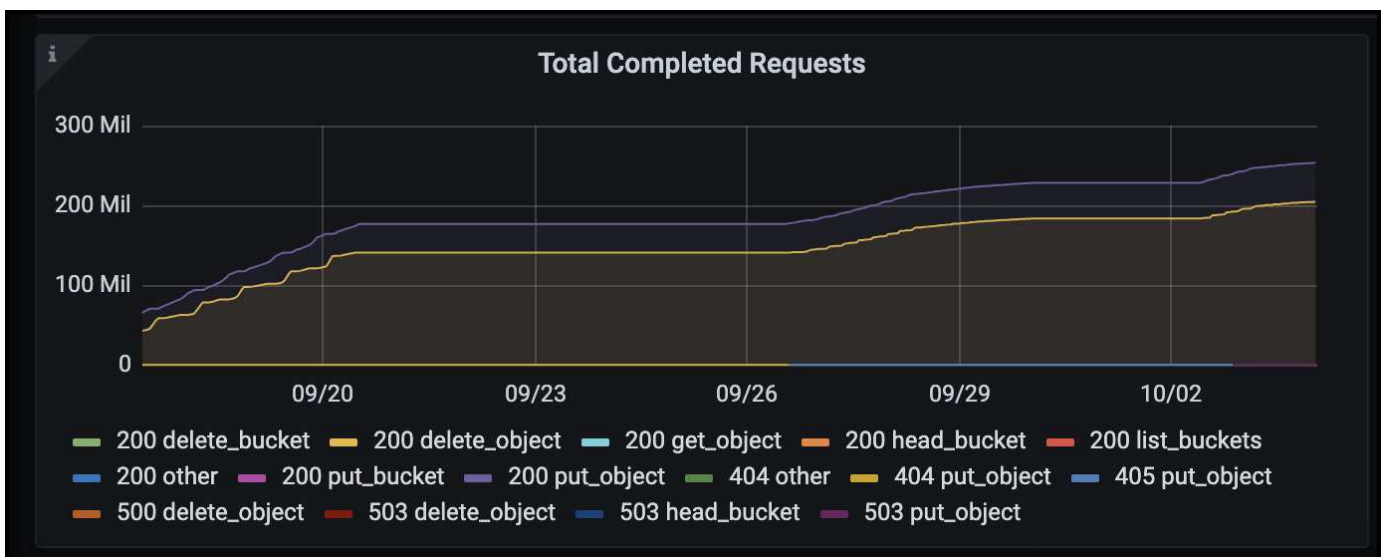 i
Total Completed Requests
300 Mil
200 Mil
100 Mil
0
09/20 09/23 09/26 09/29 10/02
200 delete_bucket 200 delete_object 200 get_object 200 head_bucket 200 list_buckets
200 other 200 put_bucket 200 put_object 404 other 404 put_object 405 put_object
500 delete_object 503 delete_object 503 head_bucket 503 put_object